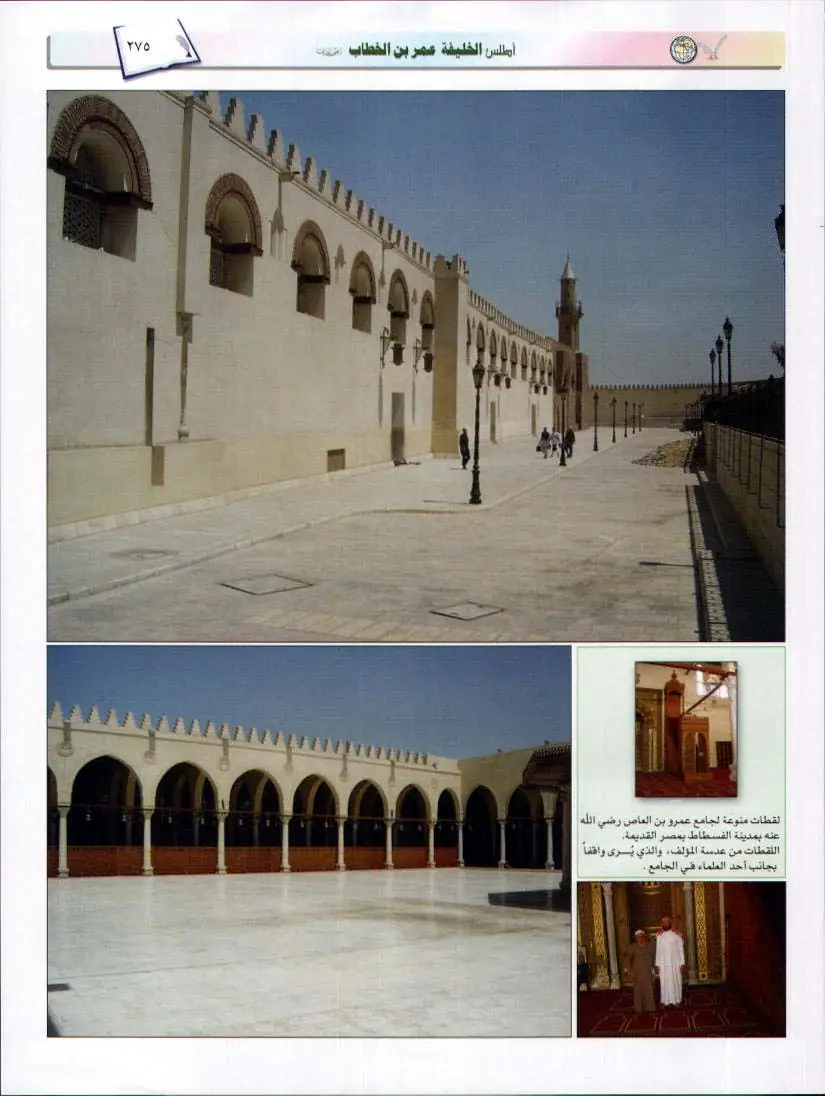 أطلس الخليفة عمر بن الخطاب
٢٧٥
لقطات منوعة لجامع عمرو بن العاص رضي الله
عنه بمدينة الفسطاط بمصر القديمة.
اللقطات من عدسة المؤلف، والذي يُــرى واقفاً
بجانب أحد العلماء في الجامع .